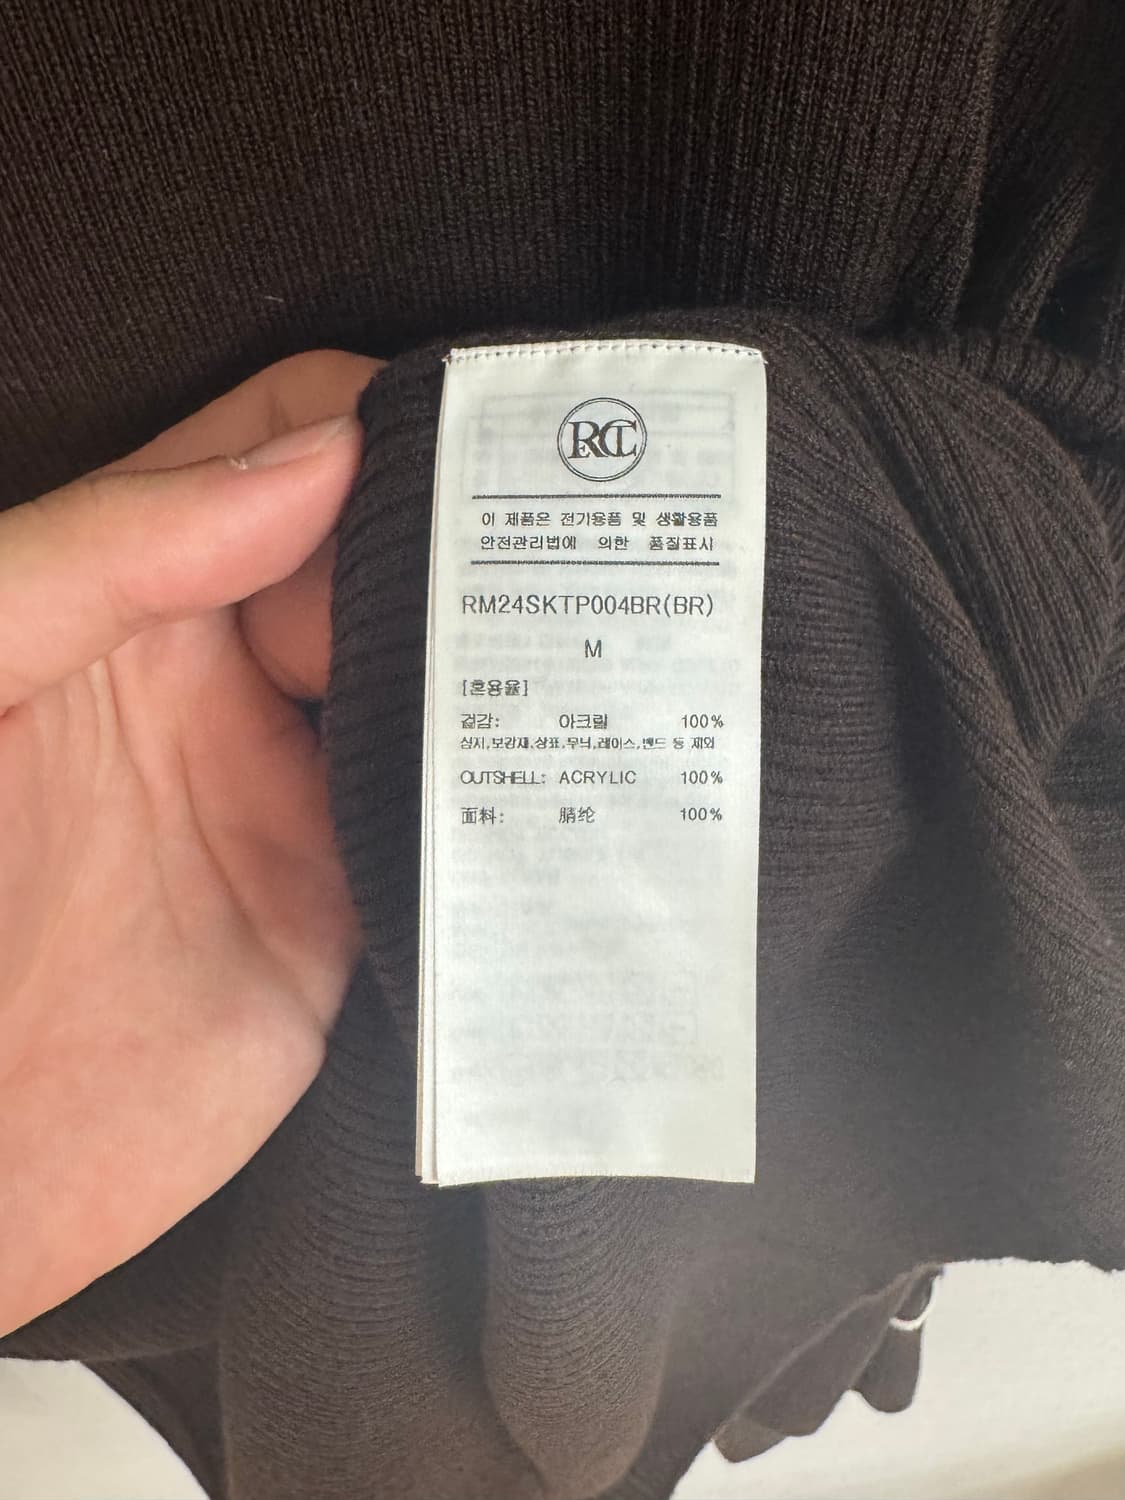 RECT
이 제품은 전기용품 및 생활용품
안전관리법에 의한 품질표시
RM24SKTP004BR(BR)
M
[혼용율]
겉감: 아크릴 100%
심지,보강재,상표,무늬,레이스,밴드 등 제외
OUTSHELL: ACRYLIC 100%
面料: 腈纶 100%